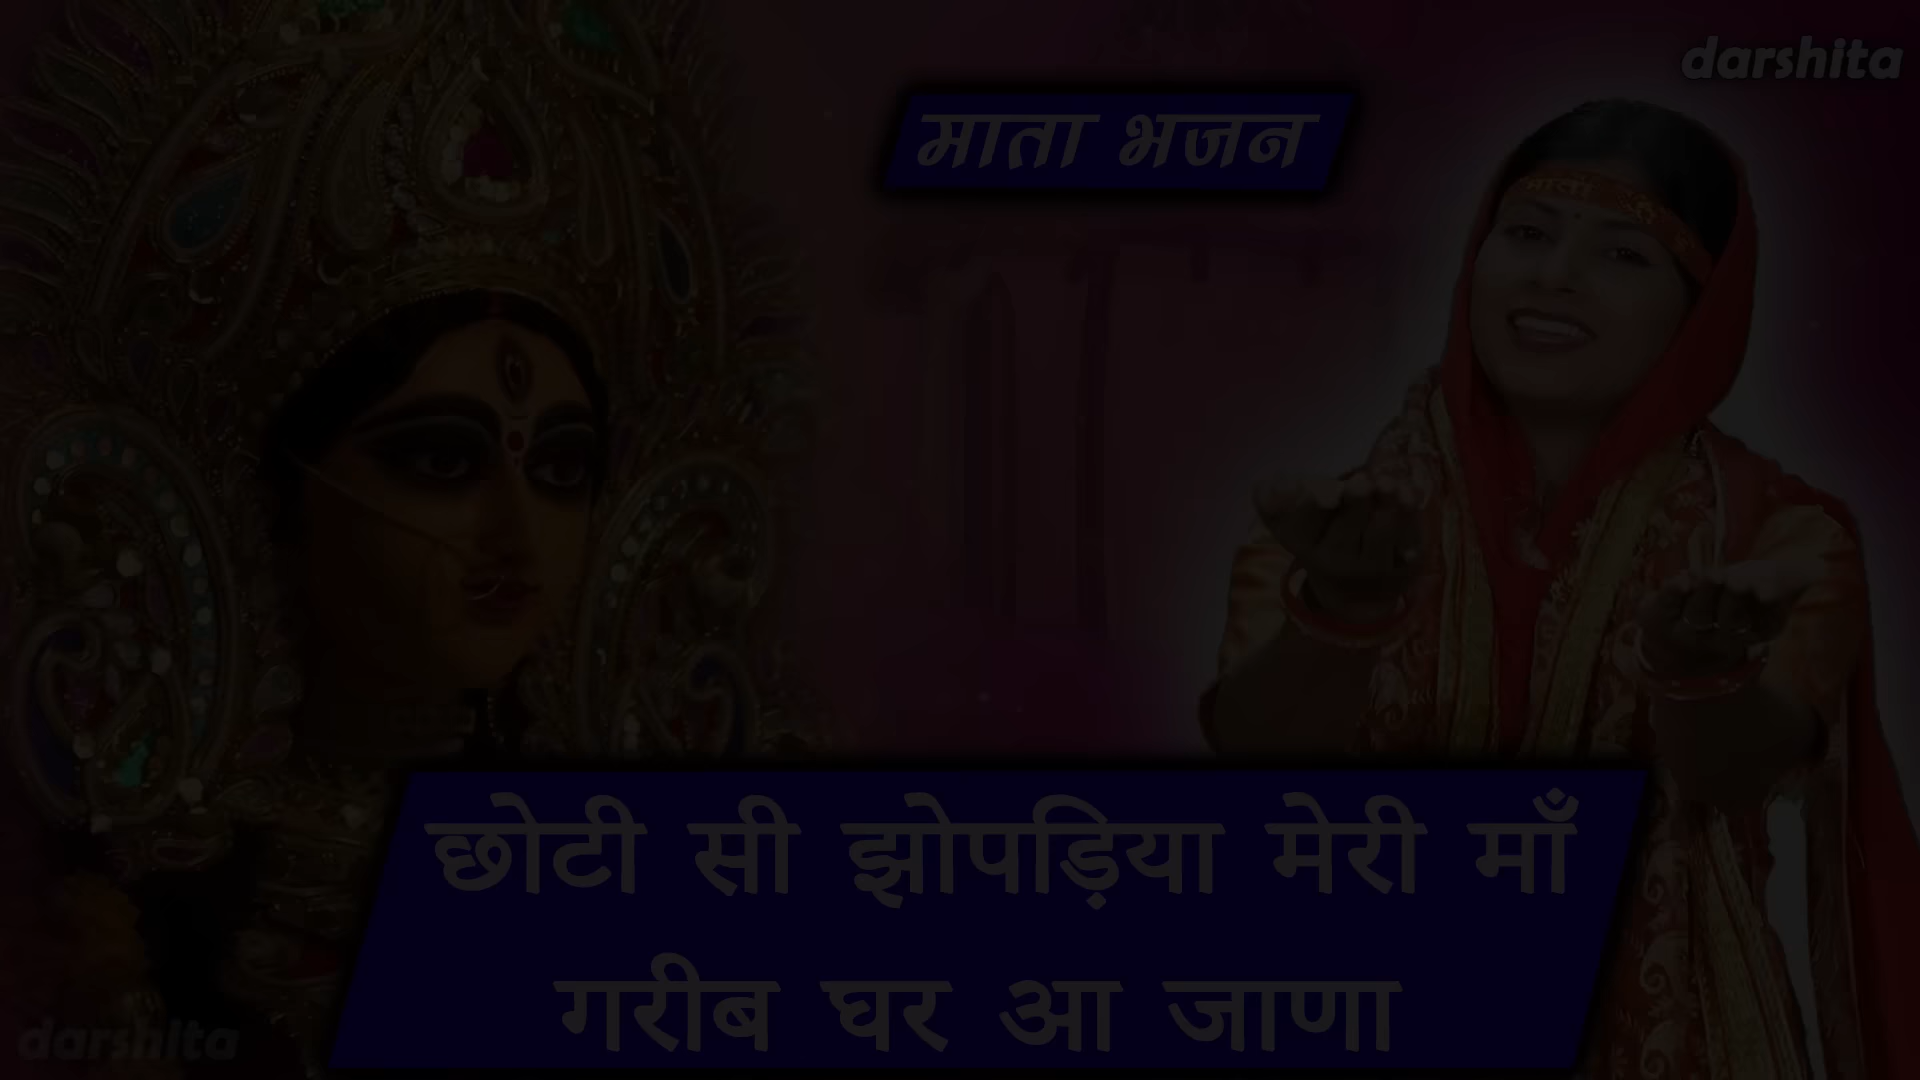 darshita
माता भजन
माता
छोटी सी झोपड़िया मेरी माँ
गरीब घर आ जाणा
darshita